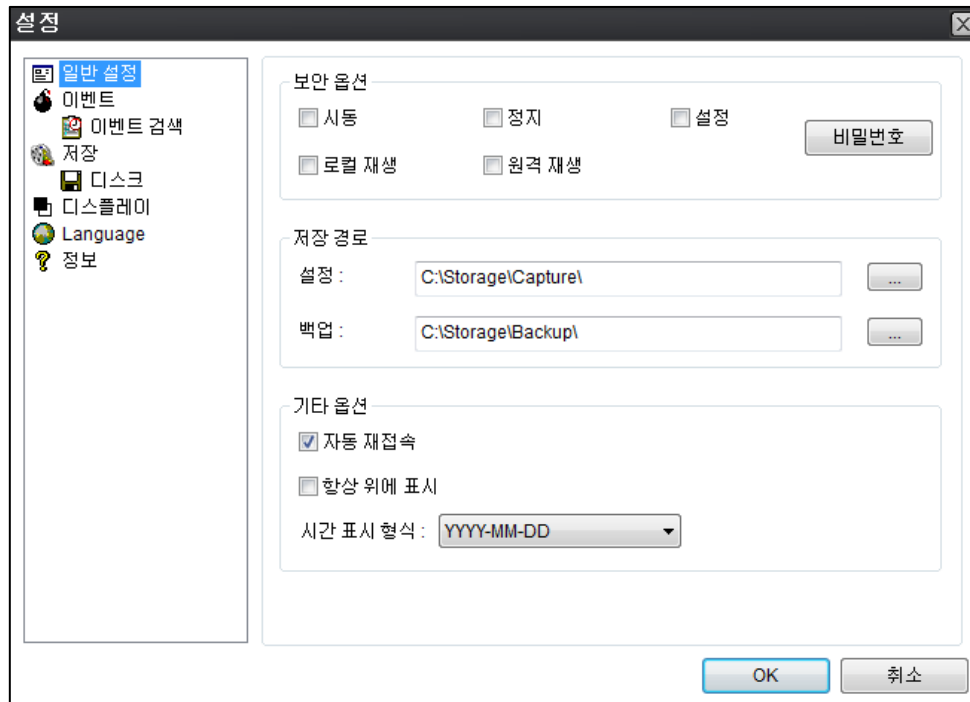 설정
일반 설정
이벤트
이벤트 검색
저장
디스크
디스플레이
Language
정보
보안 옵션
시동
정지
설정
비밀번호
로컬 재생
원격 재생
저장 경로
설정 :
C:\Storage\Capture\
...
백업 :
C:\Storage\Backup\
...
기타 옵션
자동 재접속
항상 위에 표시
시간 표시 형식 :
YYYY-MM-DD
OK
취소